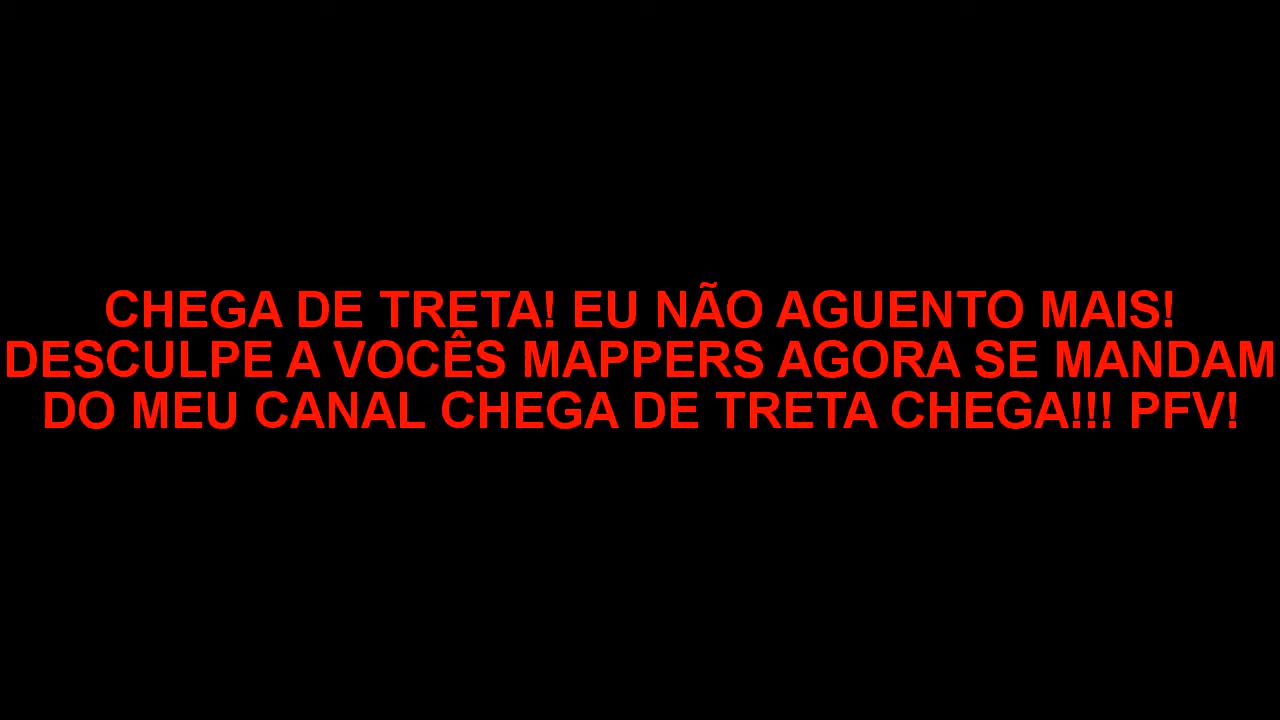 CHEGA DE TRETA! EU NÃO AGUENTO MAIS!
DESCULPE A VOCÊS MAPPERS AGORA SE MANDAM
DO MEU CANAL CHEGA DE TRETA CHEGA!!! PFV!